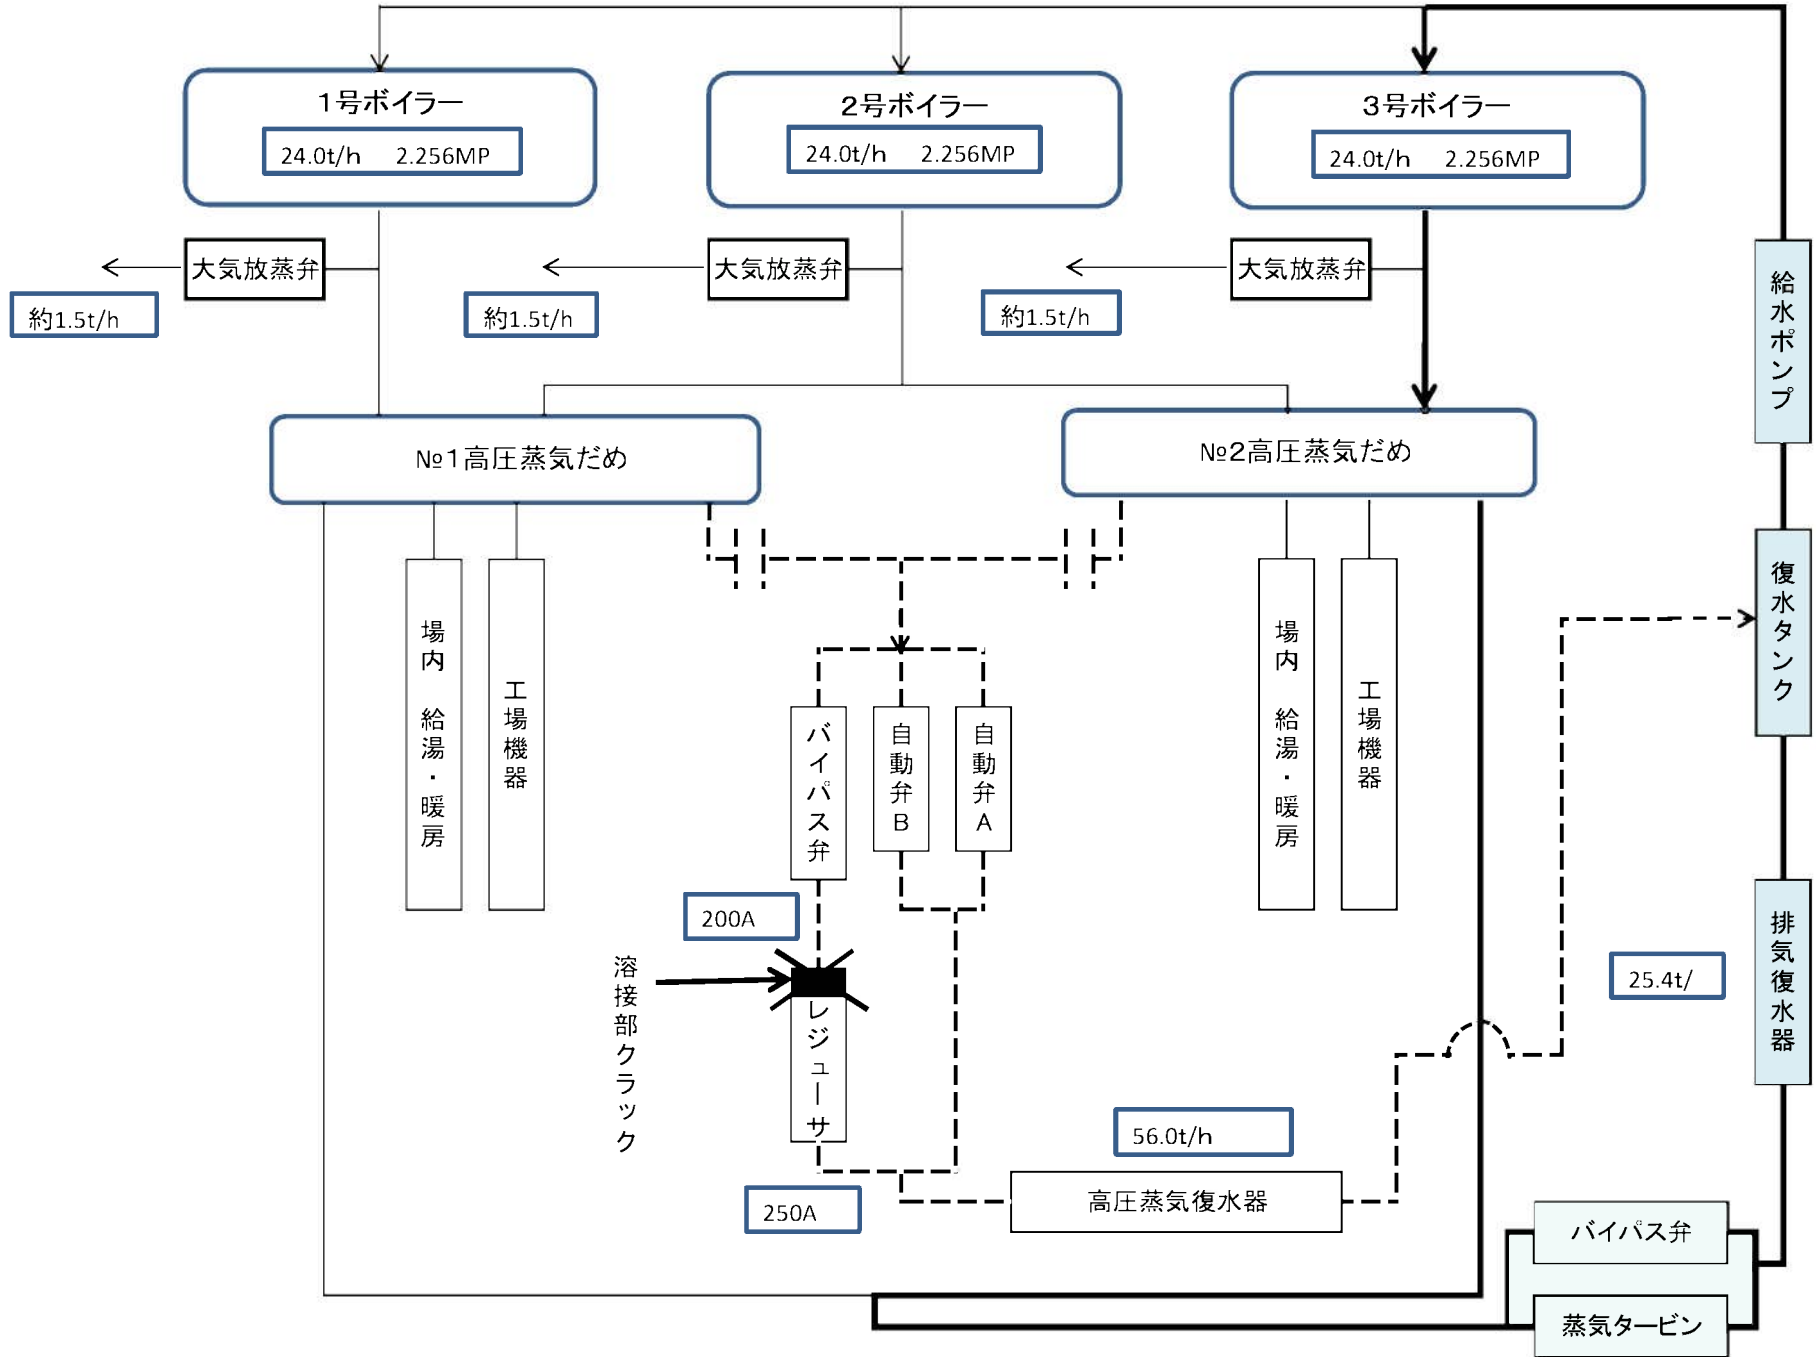 1号ボイラー
24.0t/h 2.256MP
2号ボイラー
24.0t/h 2.256MP
3号ボイラー
24.0t/h 2.256MP
大気放蒸弁
約1.5t/h
大気放蒸弁
約1.5t/h
大気放蒸弁
約1.5t/h
給水ポンプ
№1高圧蒸気だめ
№2高圧蒸気だめ
復水タンク
場内 給湯・暖房
工場機器
バイパス弁
自動弁B
自動弁A
場内 給湯・暖房
工場機器
200A
溶接部クラック
レジューサ
排気復水器
25.4t/
56.0t/h
250A
高圧蒸気復水器
バイパス弁
蒸気タービン